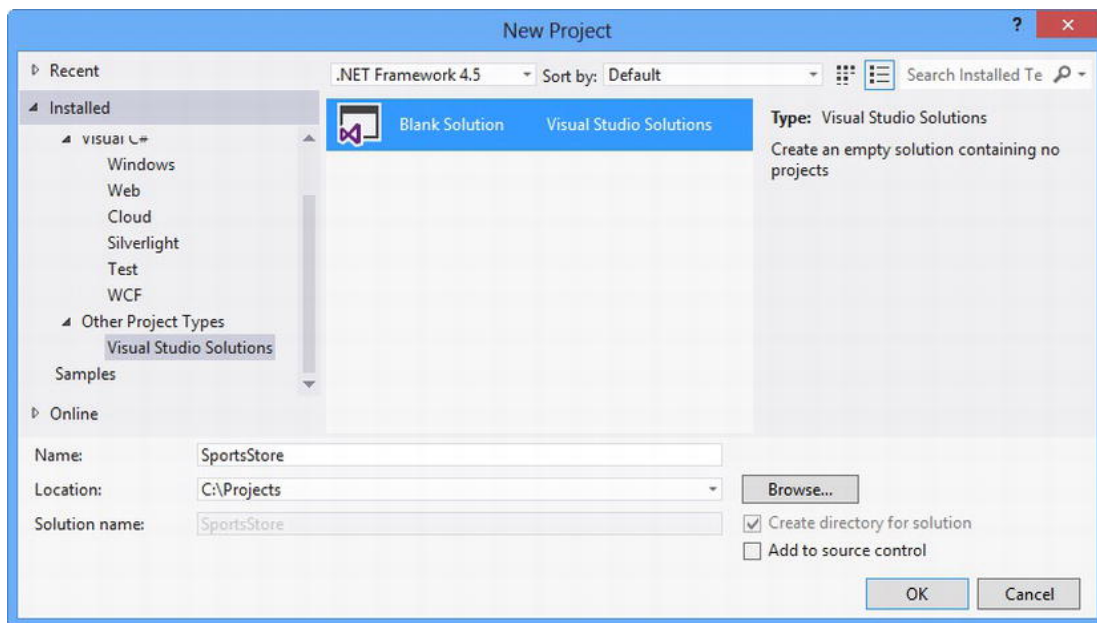 New Project
?
Recent
Installed
Visual C#
Windows
Web
Cloud
Silverlight
Test
WCF
Other Project Types
Visual Studio Solutions
Samples
Online
.NET Framework 4.5 Sort by: Default
Search Installed Te
Blank Solution Visual Studio Solutions
Type: Visual Studio Solutions
Create an empty solution containing no
projects
Name: SportsStore
Location: C:\Projects Browse...
Solution name: SportsStore
Create directory for solution
Add to source control
OK Cancel